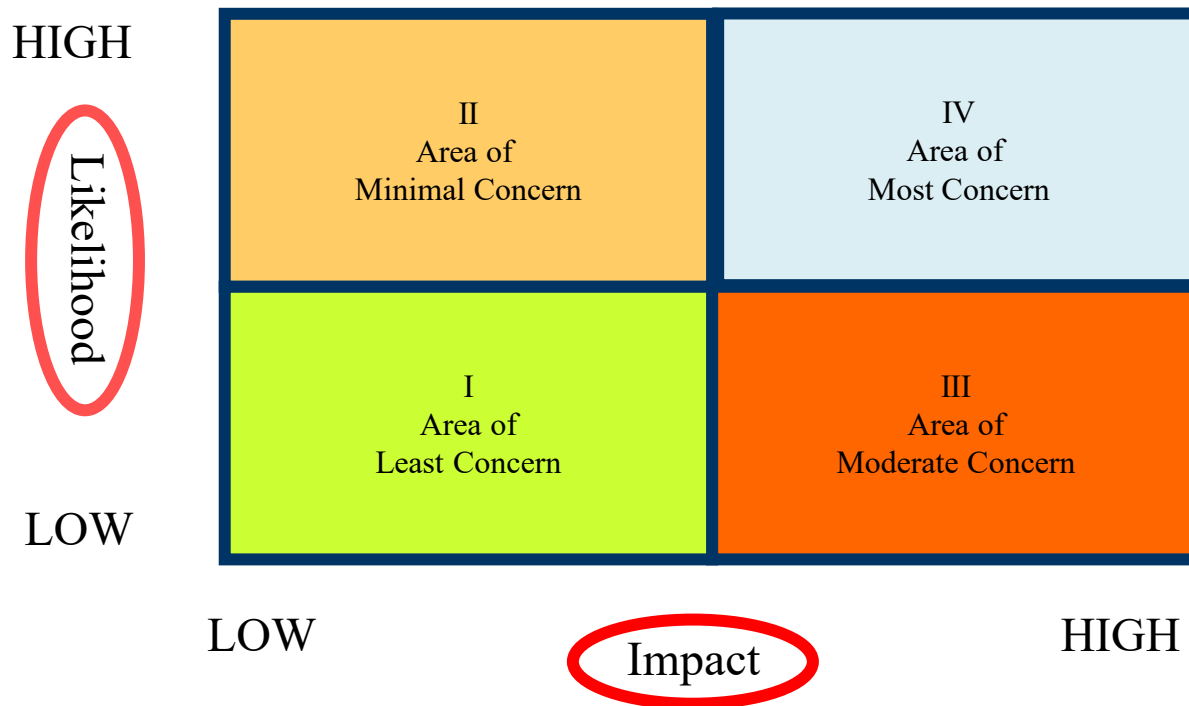 HIGH
II
Area of
Minimal Concern
IV
Area of
Most Concern
Likelihood
I
Area of
Least Concern
III
Area of
Moderate Concern
LOW
LOW
HIGH
Impact